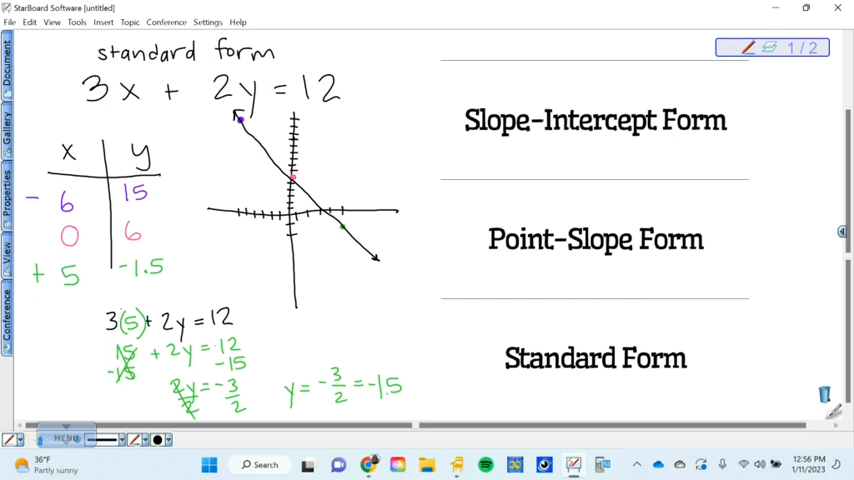 StarBoard Software [untitled]
File Edit View Tools Insert Topic Conference Settings Help
Document
Gallery
Properties
View
Conference
1 / 2
standard form
3x + 2y = 12
x y
- 6 15
0 6
+ 5 -1.5
3(5) + 2y = 12
15 + 2y = 12
-15 -15
2y = -3
2 2
y = -3/2 = -1.5
Slope-Intercept Form
Point-Slope Form
Standard Form
MENU
36°F
Partly sunny
Search
12:56 PM
1/11/2023